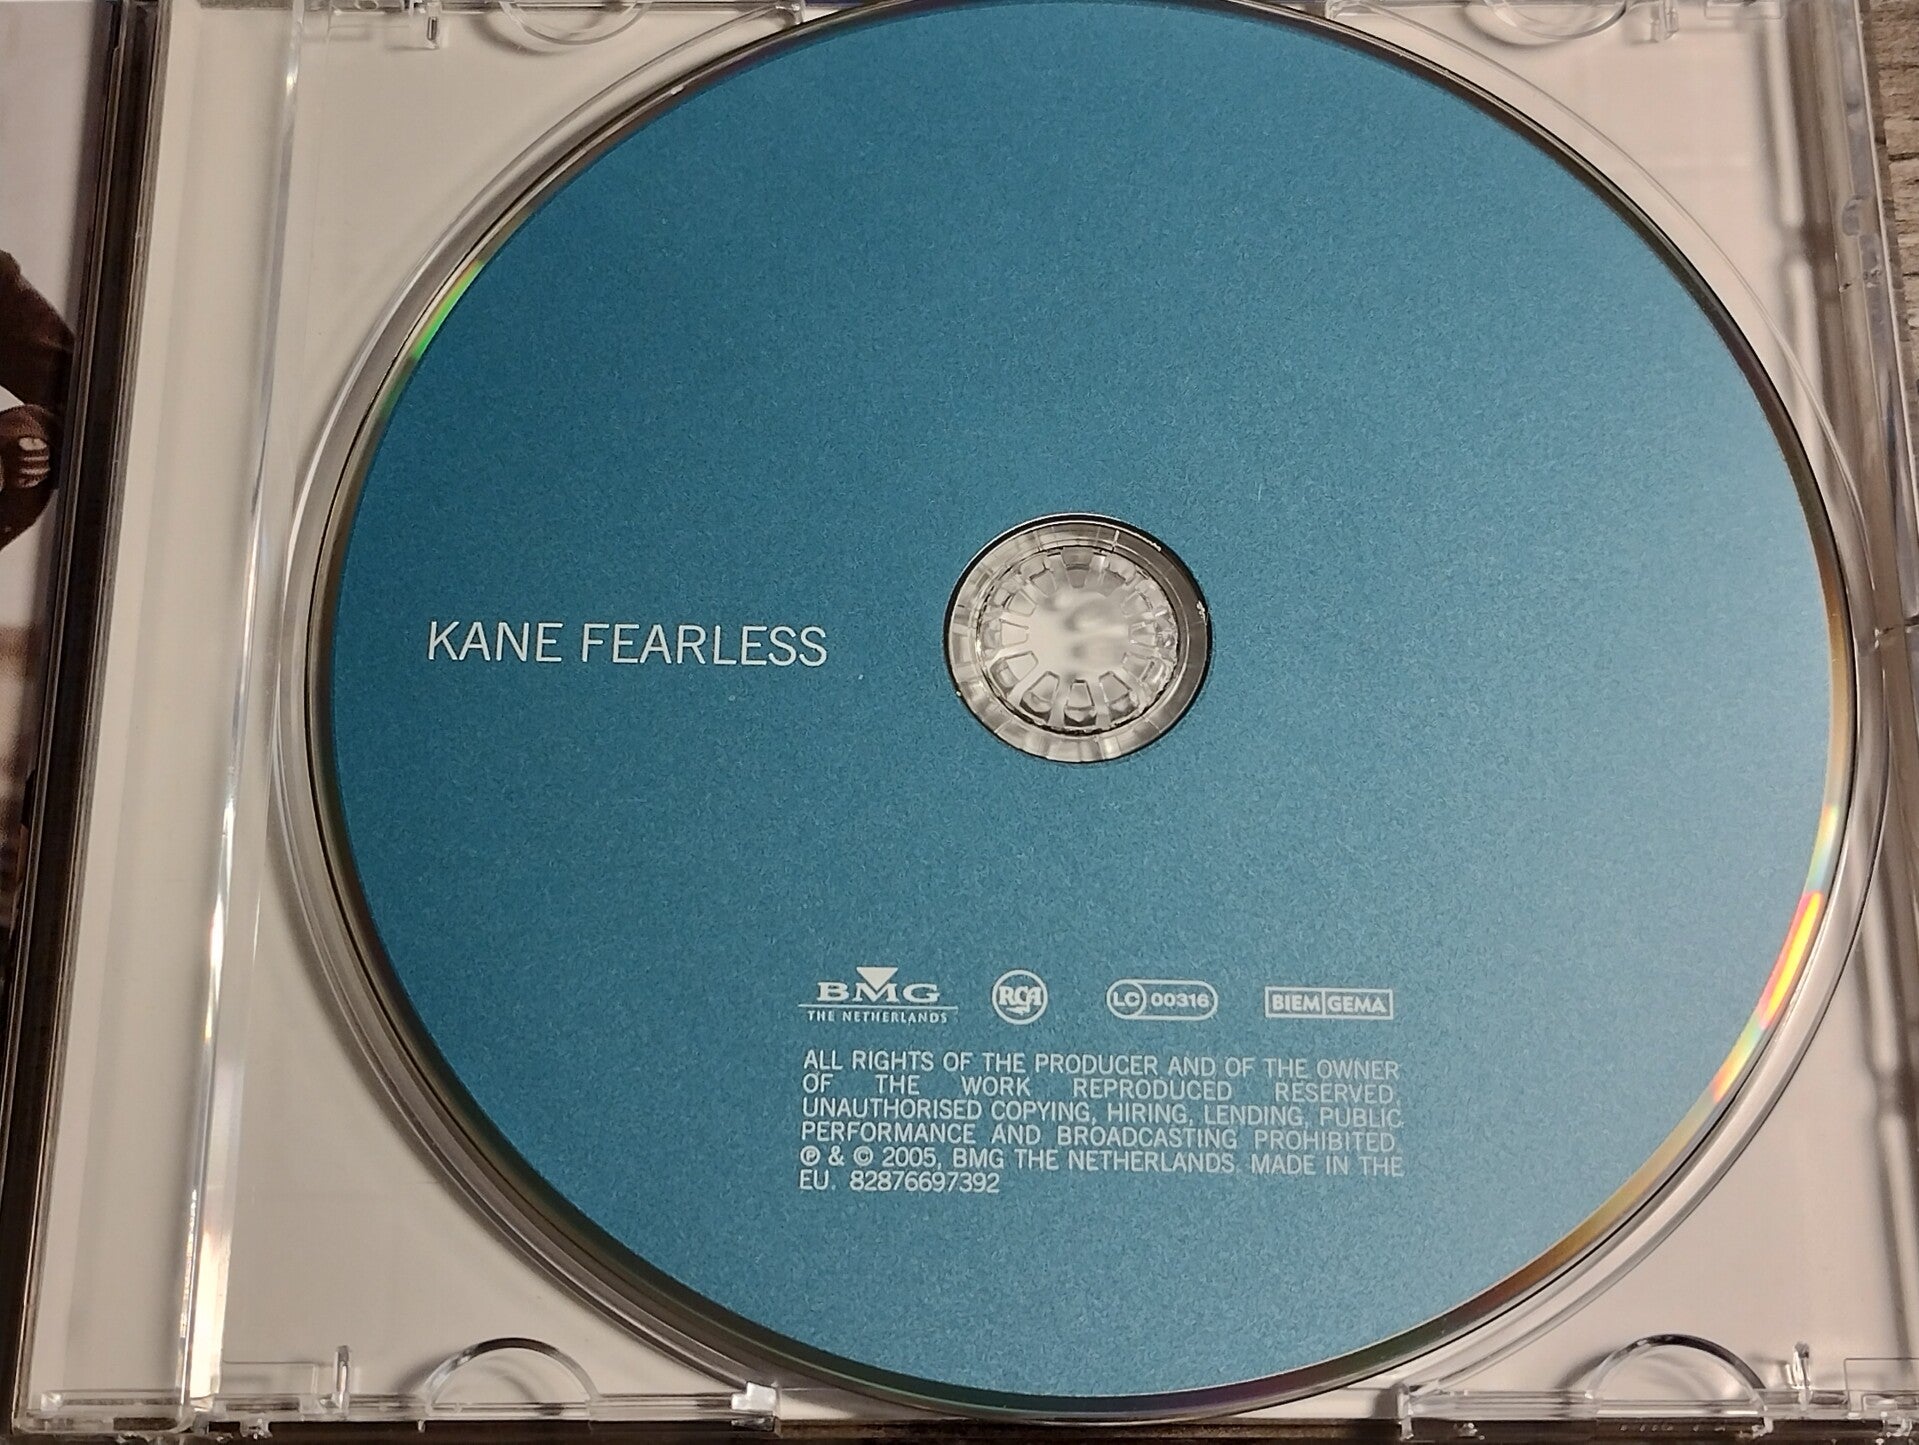 KANE FEARLESS
BMG
THE NETHERLANDS
RCA
LC 00316
BIEM GEMA
ALL RIGHTS OF THE PRODUCER AND OF THE OWNER
OF THE WORK REPRODUCED RESERVED.
UNAUTHORISED COPYING, HIRING, LENDING, PUBLIC
PERFORMANCE AND BROADCASTING PROHIBITED.
℗ & © 2005, BMG THE NETHERLANDS. MADE IN THE
EU. 82876697392